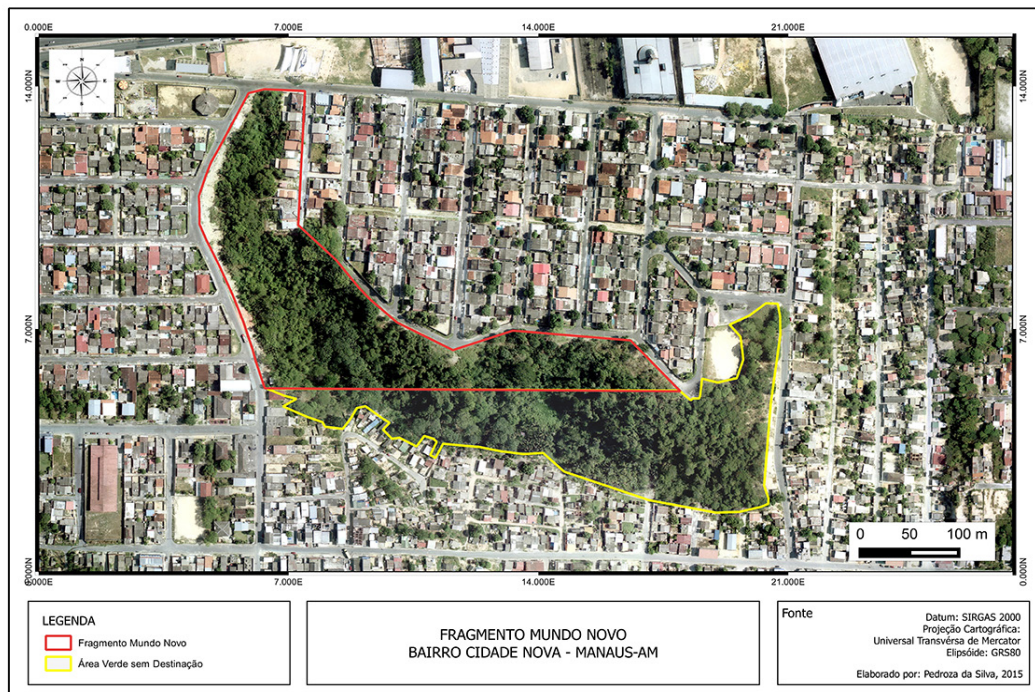 0.000E 7.000E 14.000E 21.000E
14.000N 14.000N
7.000N 7.000N
0.000N
0 50 100 m
0.000E 7.000E 14.000E 21.000E
LEGENDA
Fragmento Mundo Novo
Área Verde sem Destinação
FRAGMENTO MUNDO NOVO
BAIRRO CIDADE NOVA - MANAUS-AM
Fonte
Datum: SIRGAS 2000
Projeção Cartográfica:
Universal Transvérsa de Mercator
Elipsóide: GRS80
Elaborado por: Pedroza da Silva, 2015